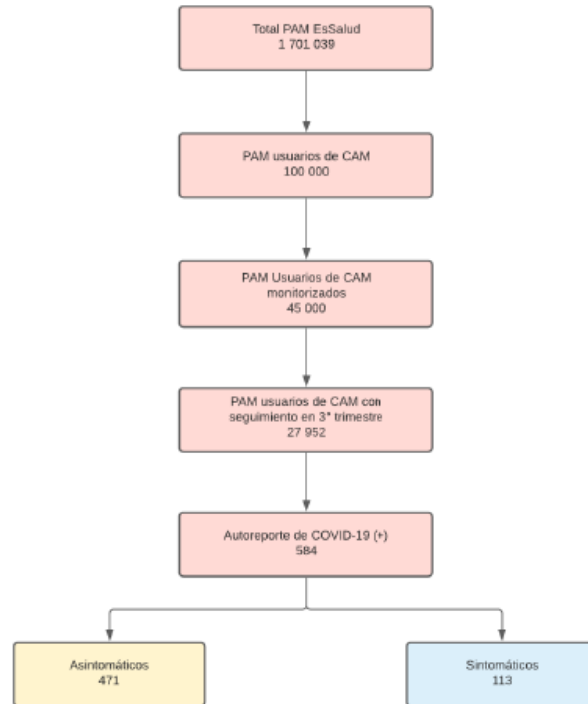 Total PAM EsSalud
1 701 039
PAM usuarios de CAM
100 000
PAM Usuarios de CAM
monitorizados
45 000
PAM usuarios de CAM con
seguimiento en 3° trimestre
27 952
Autoreporte de COVID-19 (+)
584
Asintomáticos
471
Sintomáticos
113